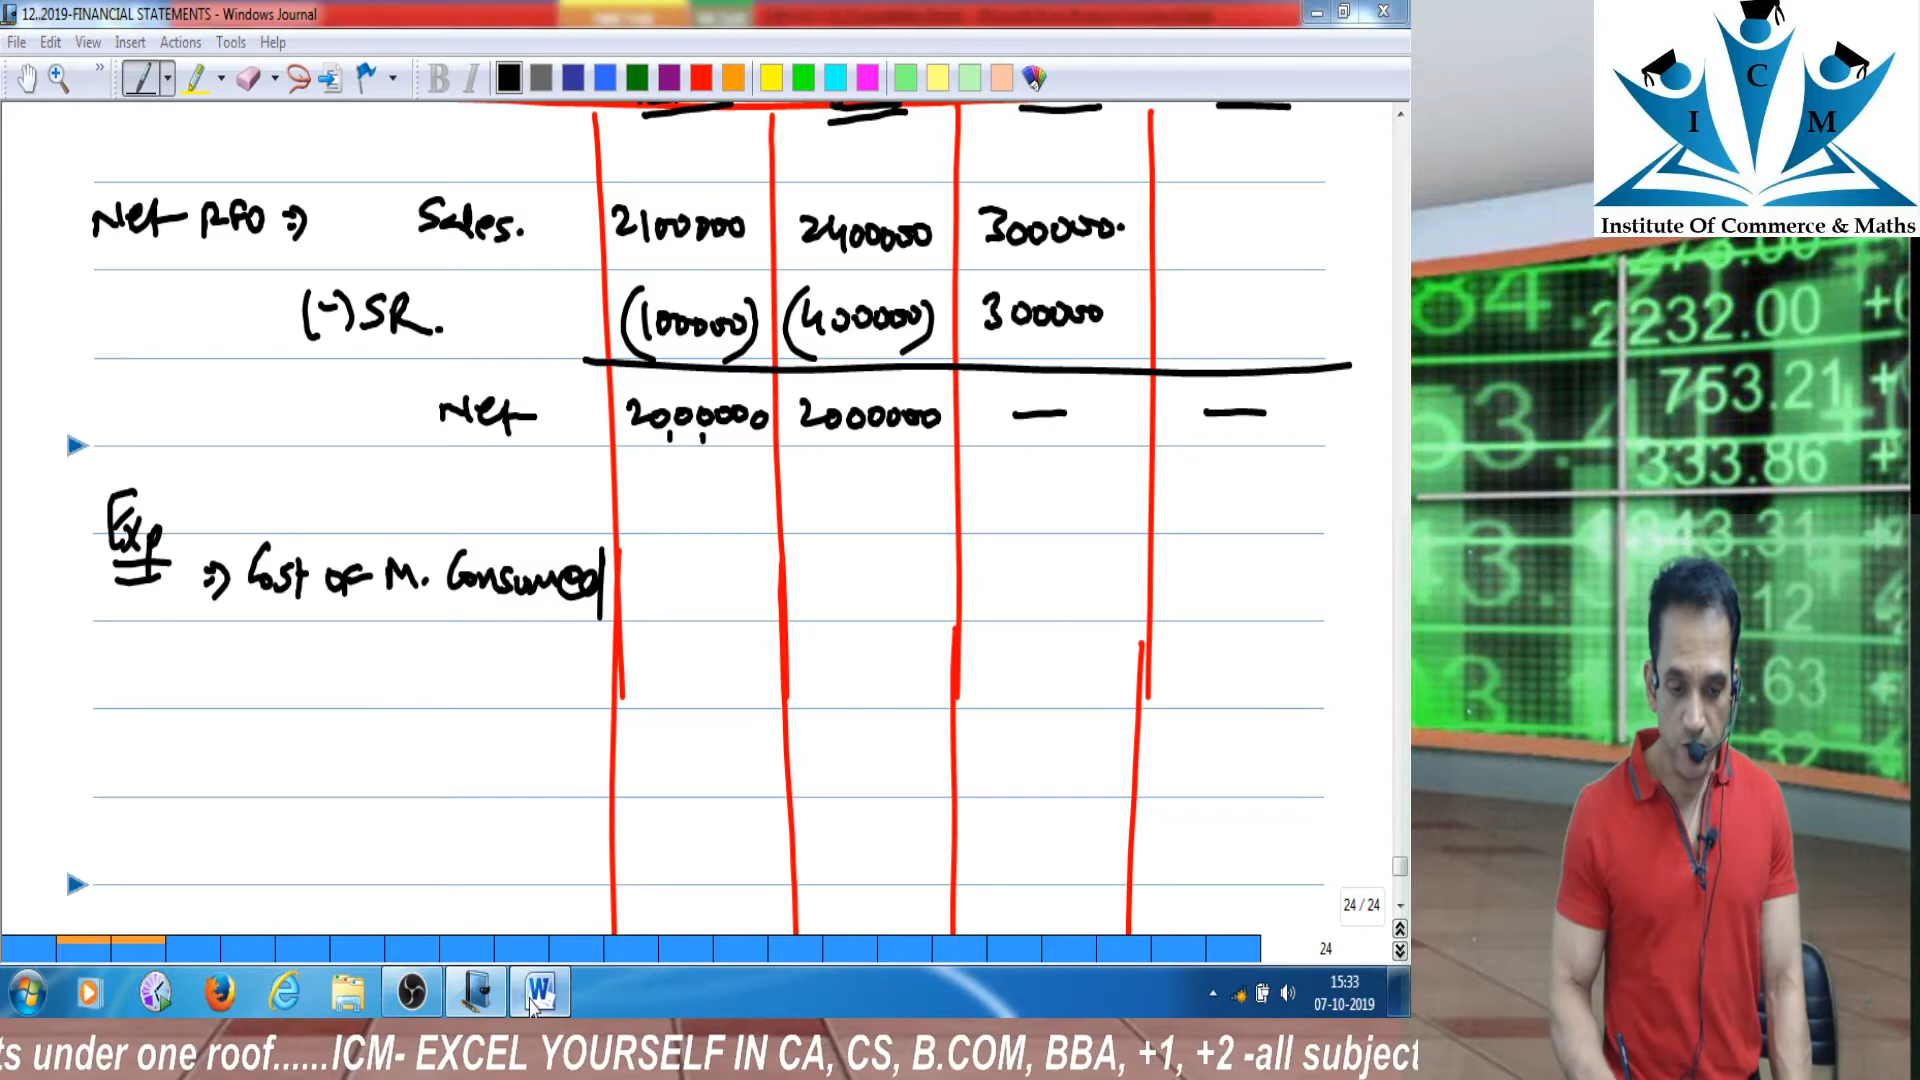 12..2019-FINANCIAL STATEMENTS - Windows Journal
File Edit View Insert Actions Tools Help
B I
Net RFO ⇒ Sales. 2100000 2400000 300000.
(-) SR. (100000) (400000) 300000
Net 2000000 2000000 — —
Exp
⇒ Cost of M. Consumed
24 / 24
24
15:33
07-10-2019
C
I M
Institute Of Commerce & Maths
2232.00
753.21
333.86
ts under one roof......ICM- EXCEL YOURSELF IN CA, CS, B.COM, BBA, +1, +2 -all subject